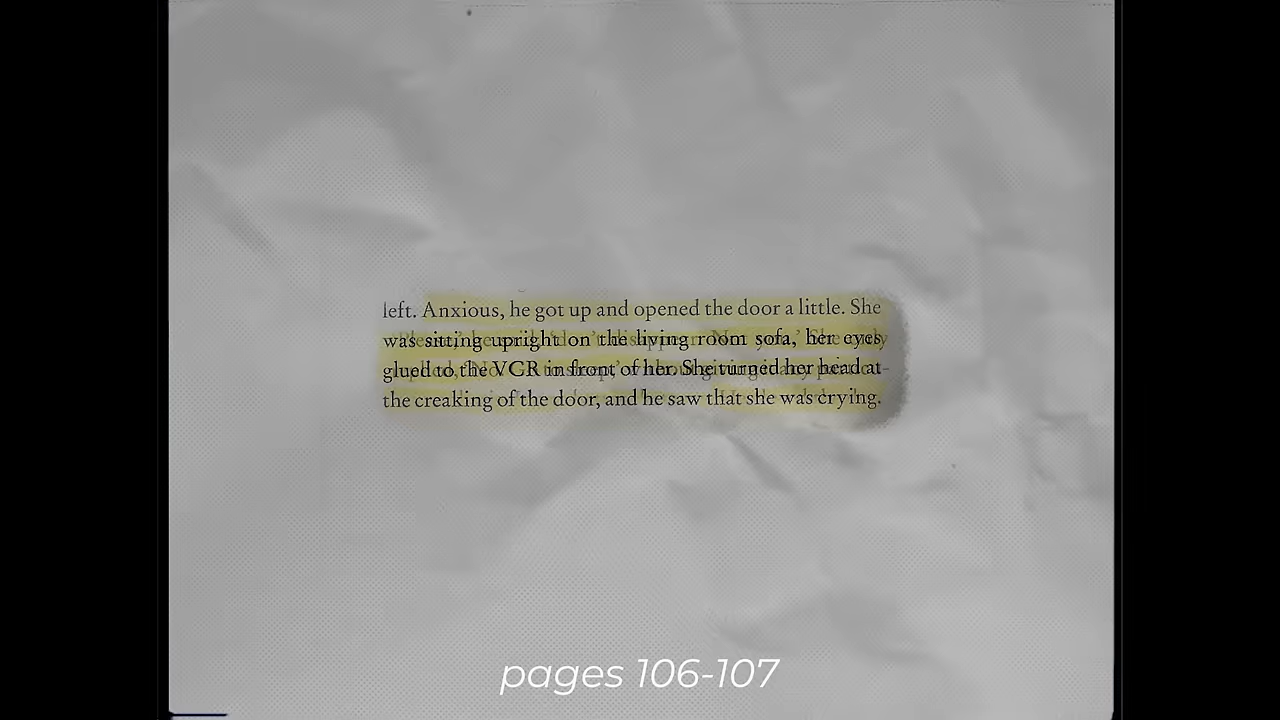 left. Anxious, he got up and opened the door a little. She
was sitting upright on the living room sofa, her eyes
glued to the VCR in front of her. She turned her head at
the creaking of the door, and he saw that she was crying.
pages 106-107